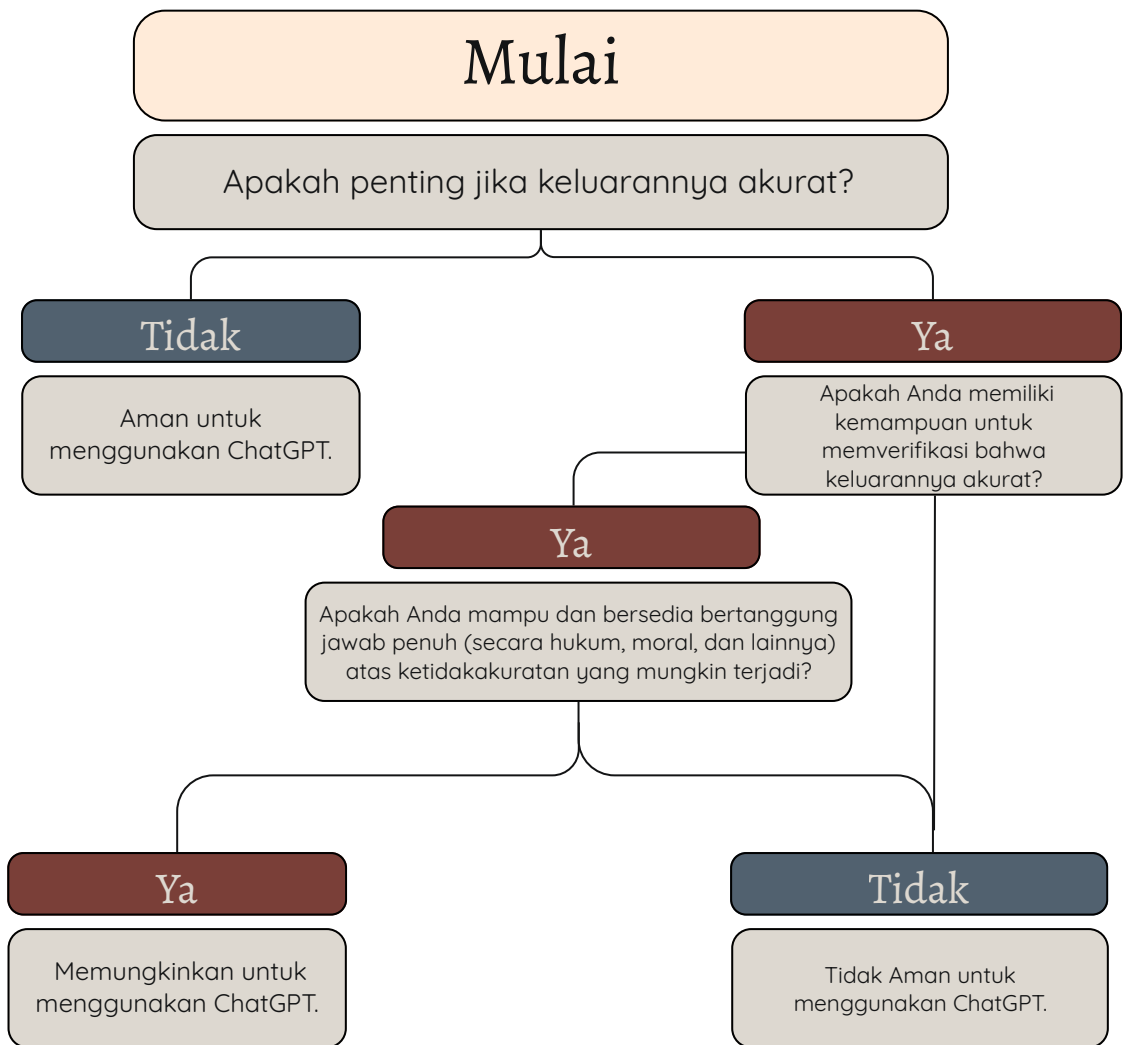 Mulai
Apakah penting jika keluarannya akurat?
Tidak
Ya
Aman untuk
menggunakan ChatGPT.
Apakah Anda memiliki
kemampuan untuk
memverifikasi bahwa
keluarannya akurat?
Ya
Apakah Anda mampu dan bersedia bertanggung
jawab penuh (secara hukum, moral, dan lainnya)
atas ketidakakuratan yang mungkin terjadi?
Ya
Tidak
Memungkinkan untuk
menggunakan ChatGPT.
Tidak Aman untuk
menggunakan ChatGPT.